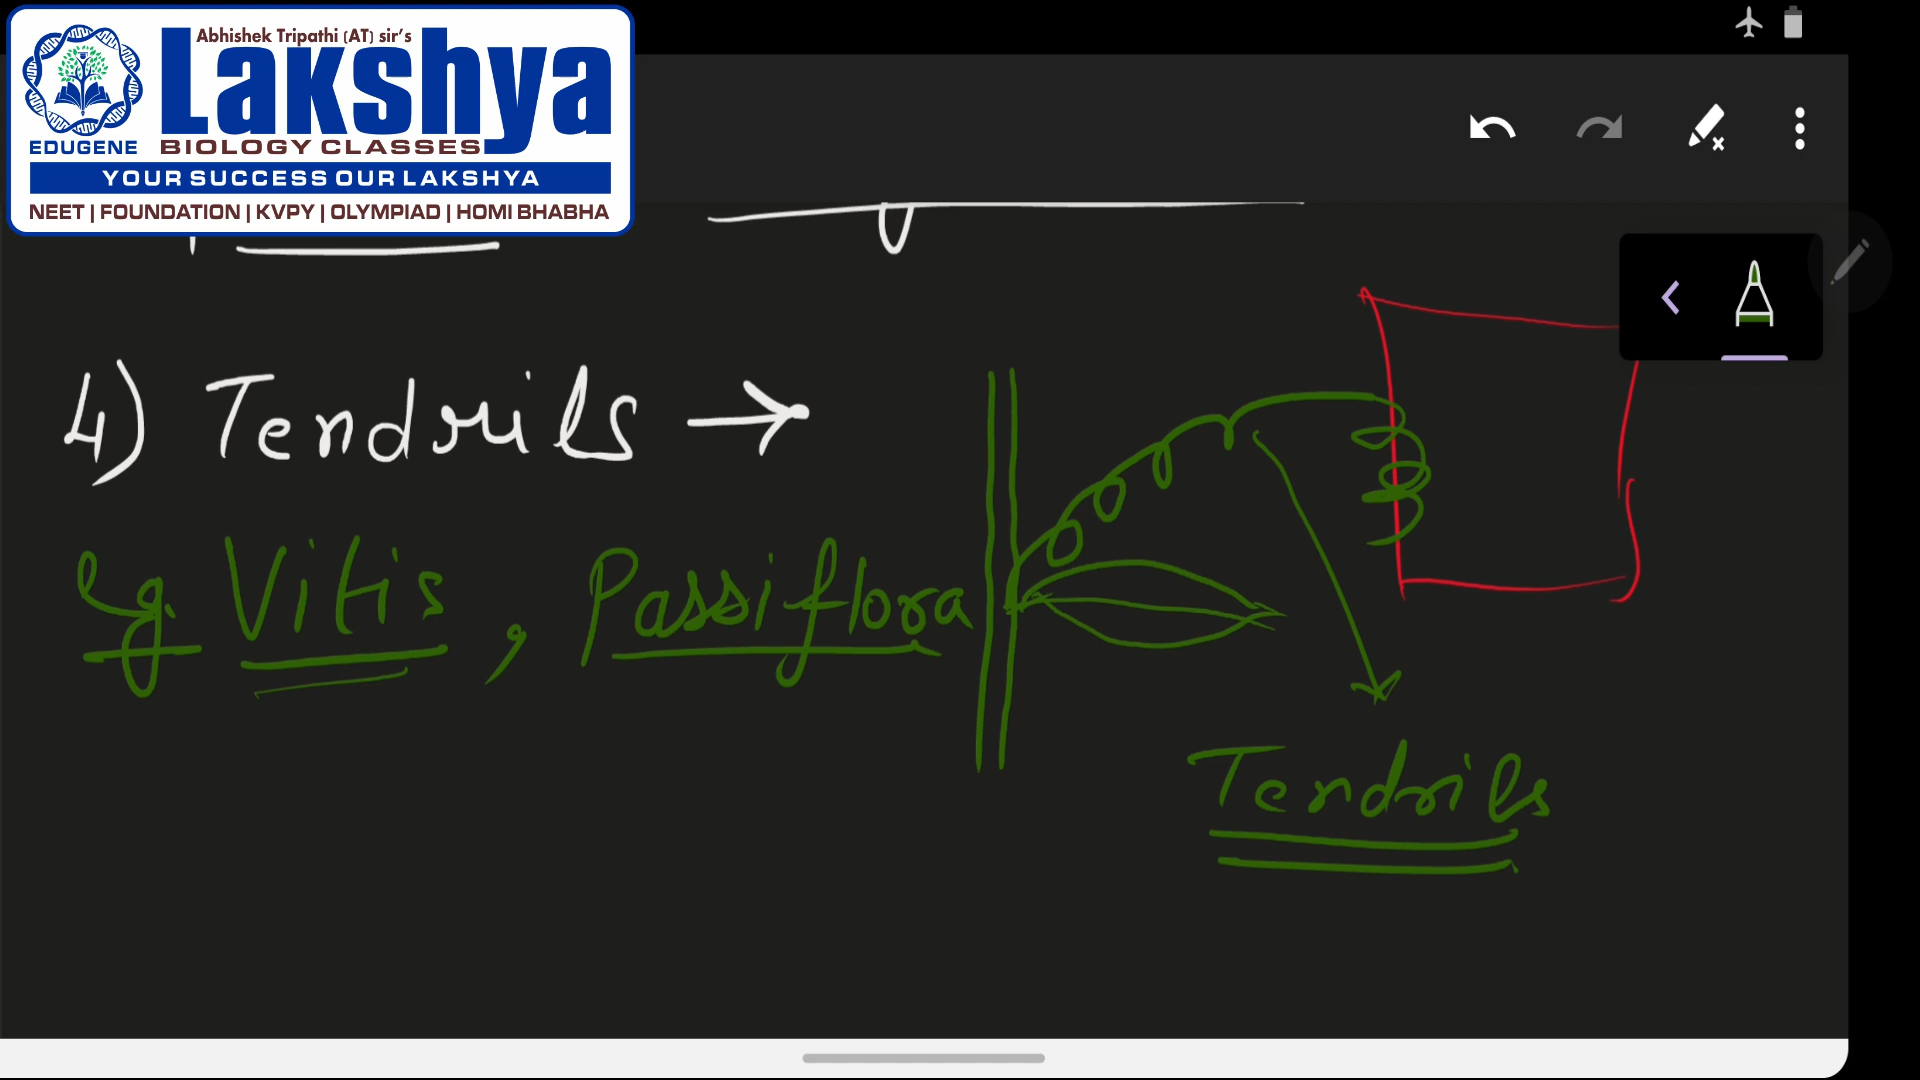 Abhishek Tripathi (AT) sir's
Lakshya
EDUGENE BIOLOGY CLASSES
YOUR SUCCESS OUR LAKSHYA
NEET | FOUNDATION | KVPY | OLYMPIAD | HOMI BHABHA
4) Tendrils →
eg. Vitis, Passiflora
Tendrils